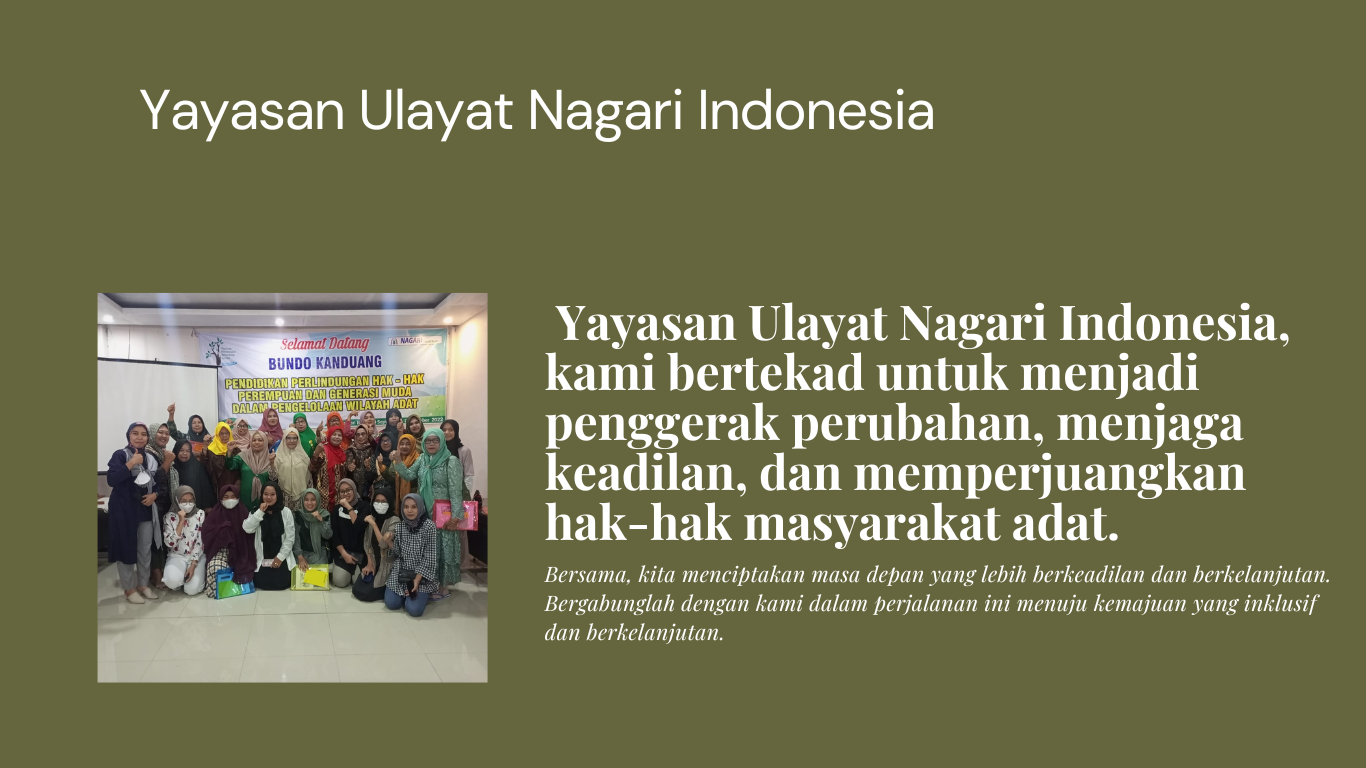 Yayasan Ulayat Nagari Indonesia
Selamat Datang
NAGARI
BUNDO KANDUANG
PENDIDIKAN PERLINDUNGAN HAK - HAK
PEREMPUAN DAN GENERASI MUDA
DALAM PENGELOLAAN WILAYAH ADAT
Yayasan Ulayat Nagari Indonesia,
kami bertekad untuk menjadi
penggerak perubahan, menjaga
keadilan, dan memperjuangkan
hak-hak masyarakat adat.
Bersama, kita menciptakan masa depan yang lebih berkeadilan dan berkelanjutan.
Bergabunglah dengan kami dalam perjalanan ini menuju kemajuan yang inklusif
dan berkelanjutan.